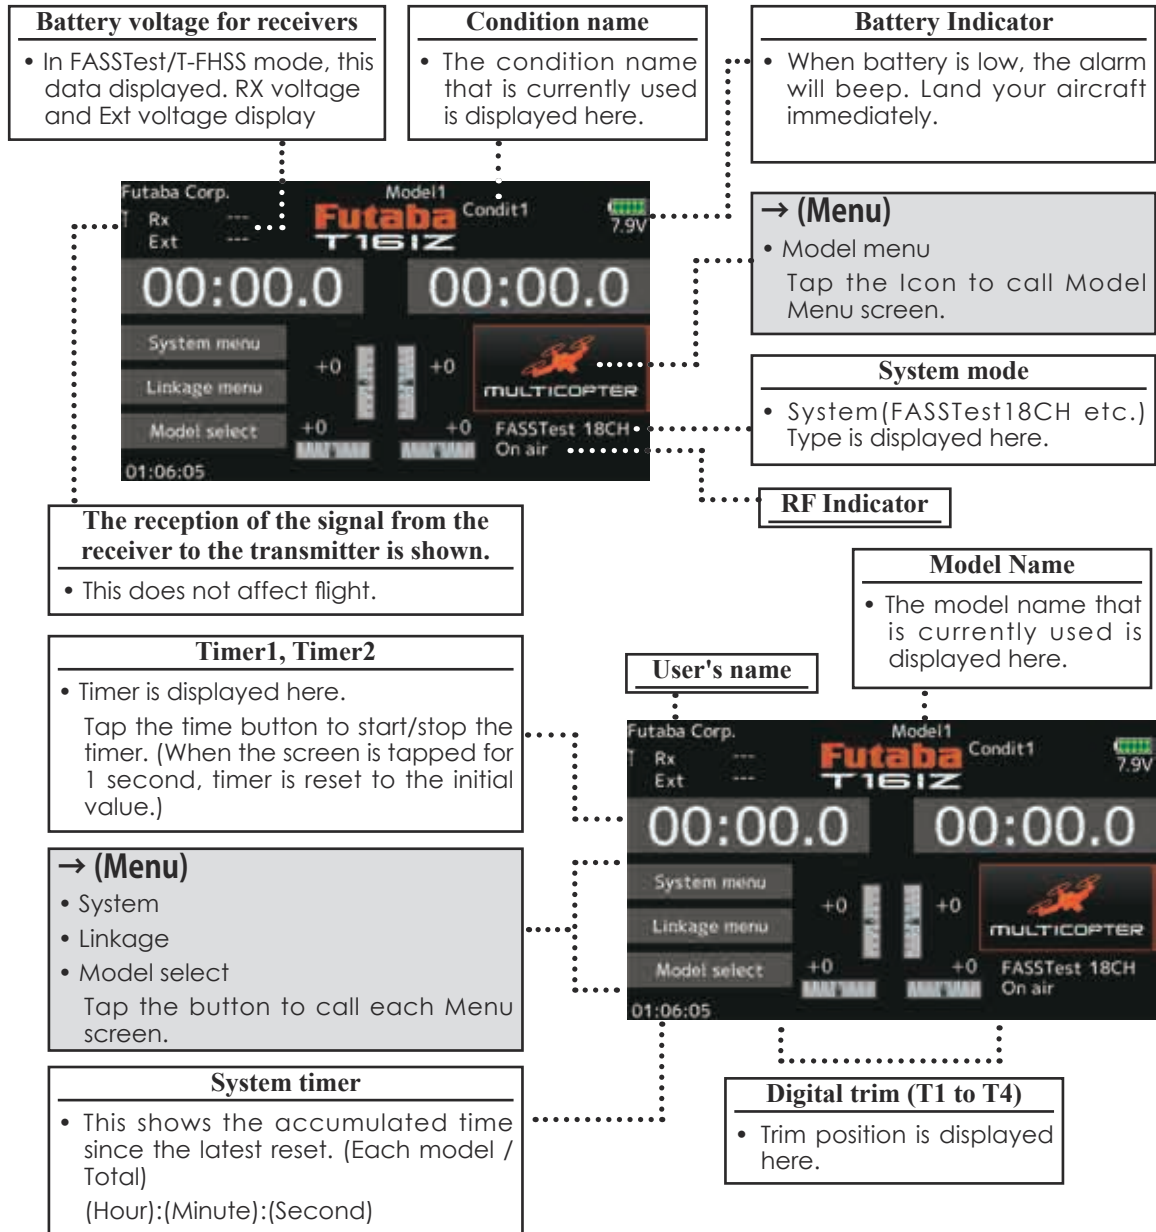 Battery voltage for receivers
• In FASSTest/T-FHSS mode, this
data displayed. RX voltage
and Ext voltage display
Condition name
• The condition name
that is currently used
is displayed here.
Battery Indicator
• When battery is low, the alarm
will beep. Land your aircraft
immediately.
Futaba Corp.
Model1
Rx ---
Ext ---
Futaba
T16IZ
Condit1
7.9V
00:00.0
00:00.0
System menu
Linkage menu
Model select
+0
+0
+0
+0
MULTICOPTER
FASSTest 18CH
On air
01:06:05
→ (Menu)
• Model menu
Tap the Icon to call Model
Menu screen.
System mode
• System(FASSTest18CH etc.)
Type is displayed here.
RF Indicator
The reception of the signal from the
receiver to the transmitter is shown.
• This does not affect flight.
Model Name
• The model name that
is currently used is
displayed here.
User's name
Timer1, Timer2
• Timer is displayed here.
Tap the time button to start/stop the
timer. (When the screen is tapped for
1 second, timer is reset to the initial
value.)
→ (Menu)
• System
• Linkage
• Model select
Tap the button to call each Menu
screen.
System timer
• This shows the accumulated time
since the latest reset. (Each model /
Total)
(Hour):(Minute):(Second)
Futaba Corp.
Model1
Rx ---
Ext ---
Futaba
T16IZ
Condit1
7.9V
00:00.0
00:00.0
System menu
Linkage menu
Model select
+0
+0
+0
+0
MULTICOPTER
FASSTest 18CH
On air
01:06:05
Digital trim (T1 to T4)
• Trim position is displayed
here.